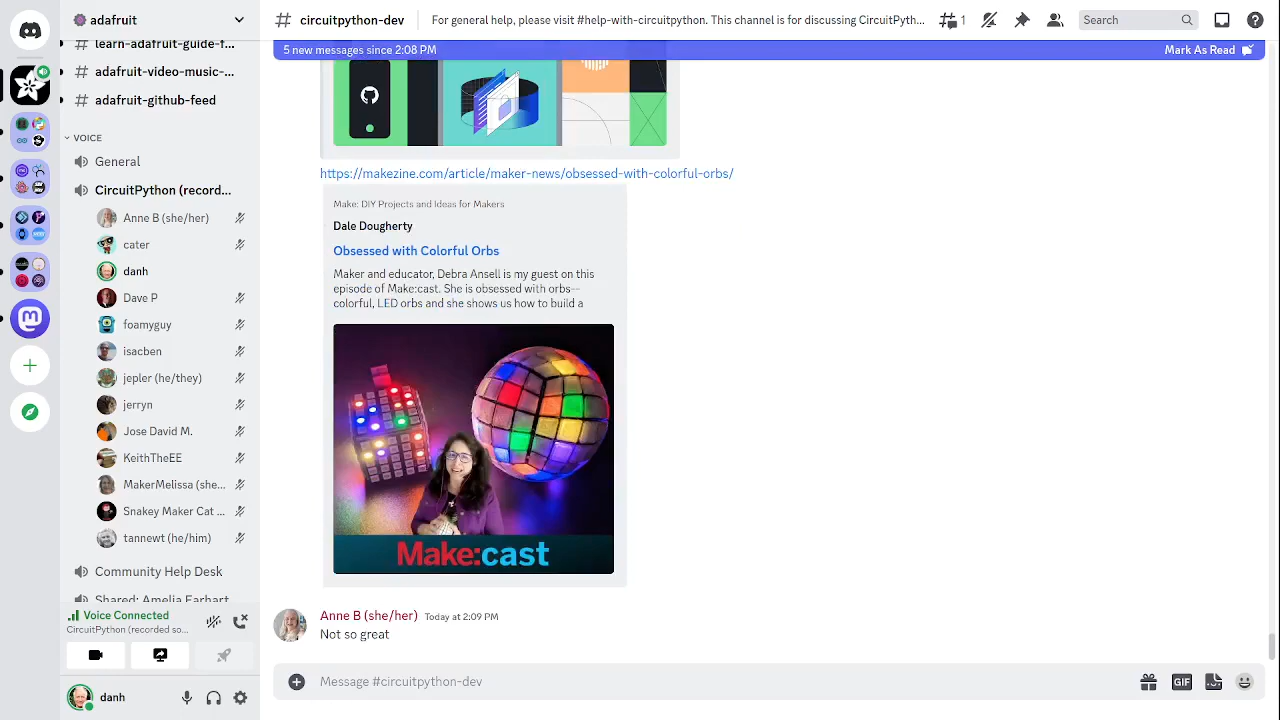 adafruit
# circuitpython-dev
For general help, please visit #help-with-circuitpython. This channel is for discussing CircuitPyth...
1
Search
5 new messages since 2:08 PM
Mark As Read
# learn-adafruit-guide-f...
# adafruit-video-music-...
# adafruit-github-feed
VOICE
General
CircuitPython (record...
Anne B (she/her)
cater
danh
Dave P
foamyguy
isacben
jepler (he/they)
jerryn
Jose David M.
KeithTheEE
MakerMelissa (she...
Snakey Maker Cat ...
tannewt (he/him)
Community Help Desk
Shared: Amelia Earhart
Voice Connected
CircuitPython (recorded so...
danh
https://makezine.com/article/maker-news/obsessed-with-colorful-orbs/
Make: DIY Projects and Ideas for Makers
Dale Dougherty
Obsessed with Colorful Orbs
Maker and educator, Debra Ansell is my guest on this
episode of Make:cast. She is obsessed with orbs--
colorful, LED orbs and she shows us how to build a
Make:cast
Anne B (she/her) Today at 2:09 PM
Not so great
Message #circuitpython-dev
GIF